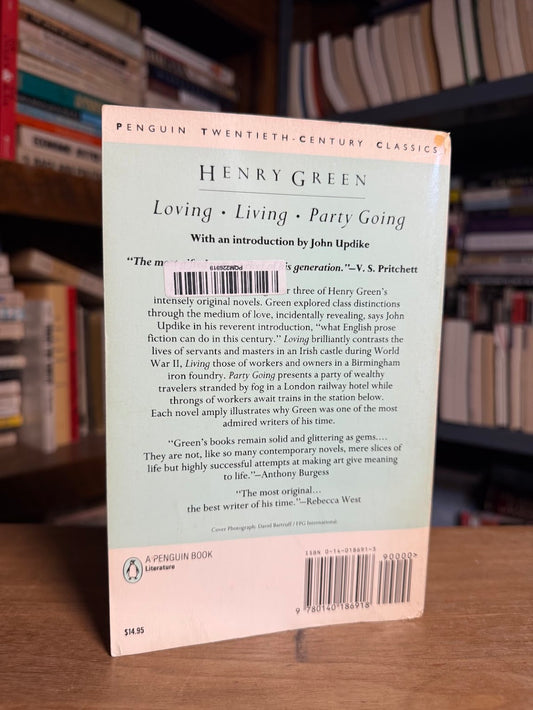 PENGUIN TWENTIETH-CENTURY CLASSICS
HENRY GREEN
Loving · Living · Party Going
With an introduction by John Updike
"The most generation."—V. S. Pritchett
PQM226919
three of Henry Green's
intensely original novels. Green explored class distinctions
through the medium of love, incidentally revealing, says John
Updike in his reverent introduction, "what English prose
fiction can do in this century." Loving brilliantly contrasts the
lives of servants and masters in an Irish castle during World
War II, Living those of workers and owners in a Birmingham
iron foundry. Party Going presents a party of wealthy
travelers stranded by fog in a London railway hotel while
throngs of workers await trains in the station below.
Each novel amply illustrates why Green was one of the most
admired writers of his time.
"Green's books remain solid and glittering as gems....
They are not, like so many contemporary novels, mere slices of
life but highly successful attempts at making art give meaning
to life."—Anthony Burgess
"The most original...
the best writer of his time."—Rebecca West
Cover Photograph: David Bartruff / FPG International
A PENGUIN BOOK
Literature
ISBN 0-14-018691-3
90000>
9 780140 186918
$14.95